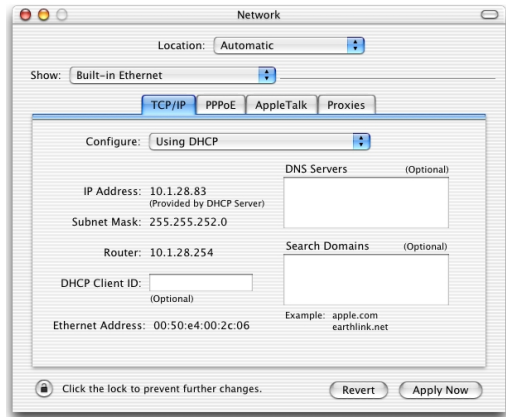 Network
Location: Automatic
Show: Built-in Ethernet
TCP/IP PPPoE AppleTalk Proxies
Configure: Using DHCP
DNS Servers (Optional)
IP Address: 10.1.28.83
(Provided by DHCP Server)
Subnet Mask: 255.255.252.0
Router: 10.1.28.254
Search Domains (Optional)
DHCP Client ID:
(Optional)
Example: apple.com
earthlink.net
Ethernet Address: 00:50:e4:00:2c:06
Click the lock to prevent further changes.
Revert Apply Now